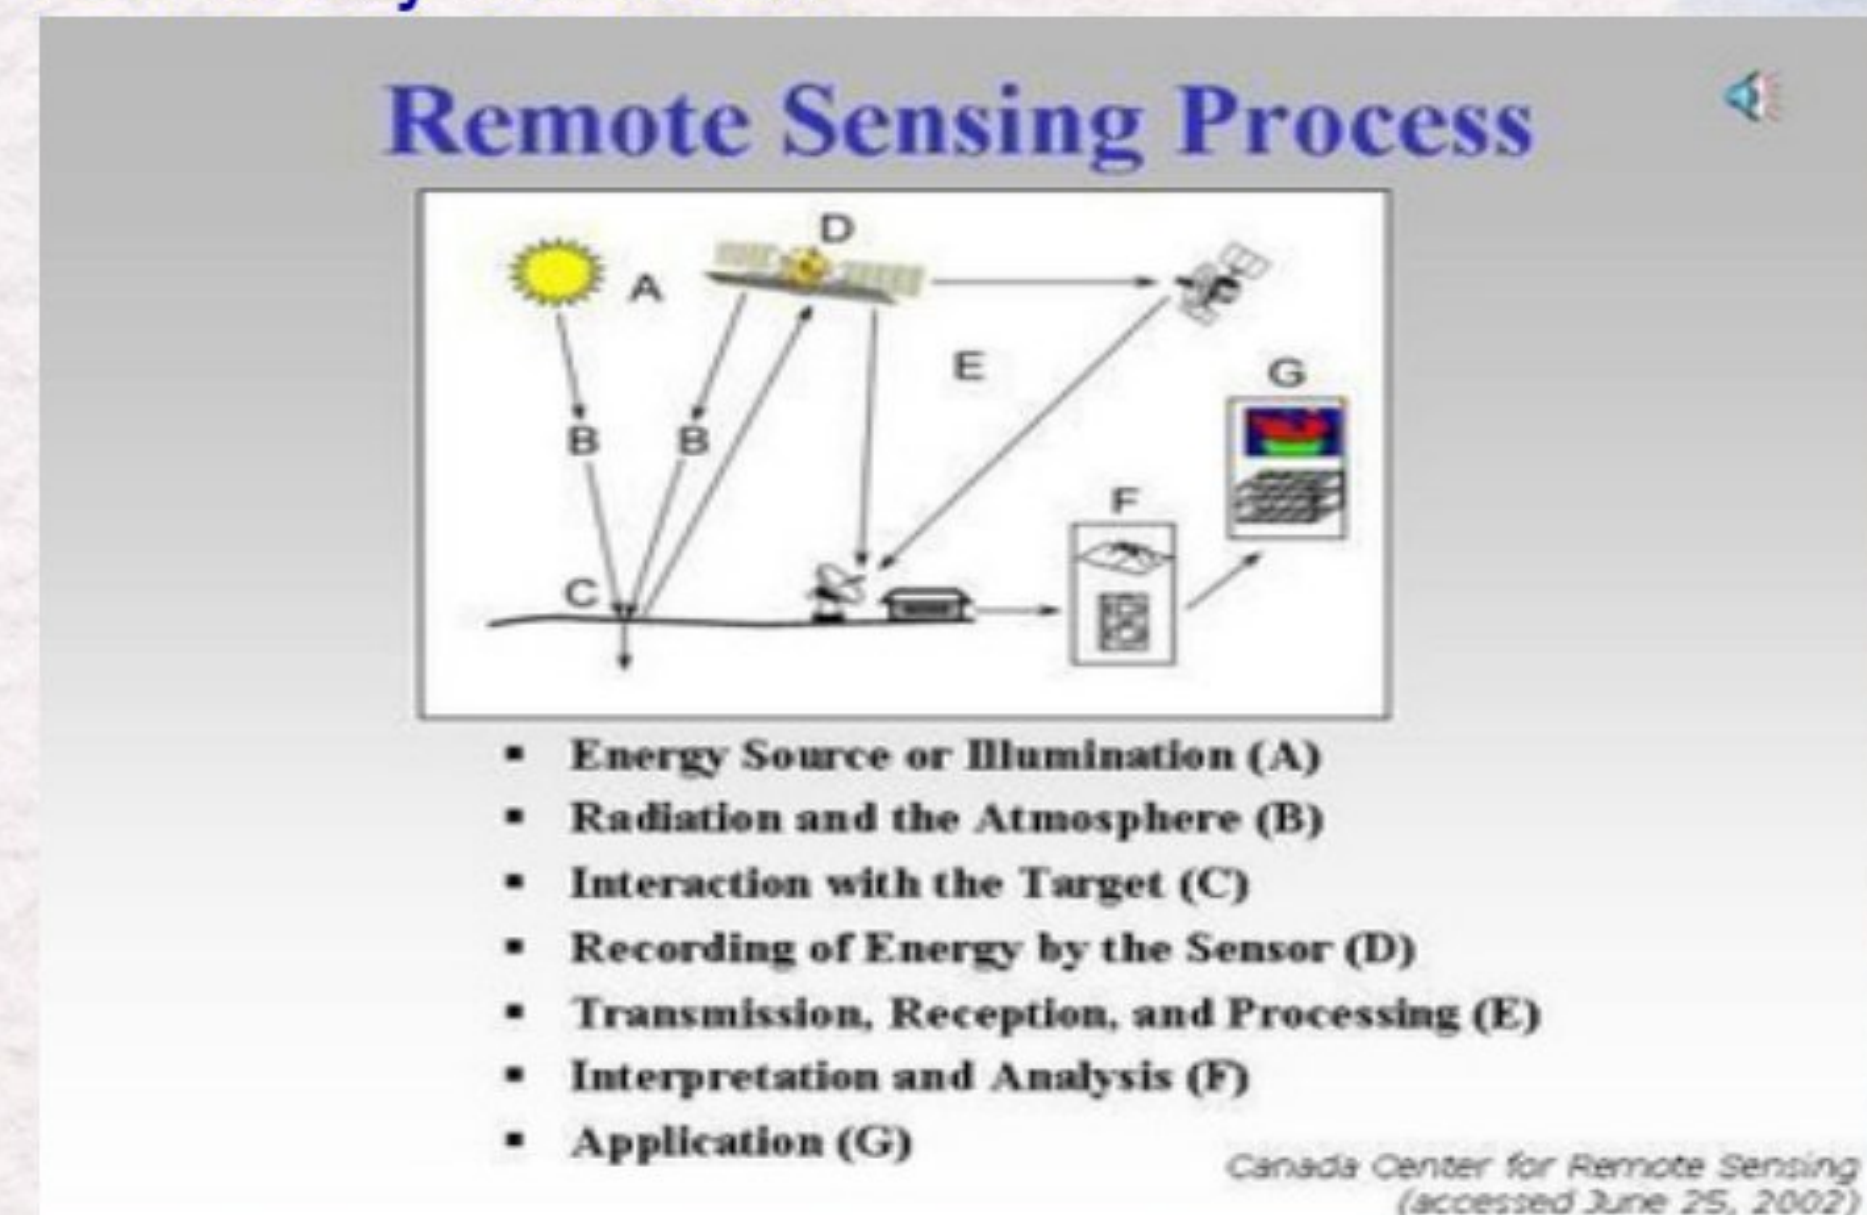 Remote Sensing Process
D
A
E
G
B B
F
C
▪ Energy Source or Illumination (A)
▪ Radiation and the Atmosphere (B)
▪ Interaction with the Target (C)
▪ Recording of Energy by the Sensor (D)
▪ Transmission, Reception, and Processing (E)
▪ Interpretation and Analysis (F)
▪ Application (G)
Canada Center for Remote Sensing
(accessed June 25, 2002)